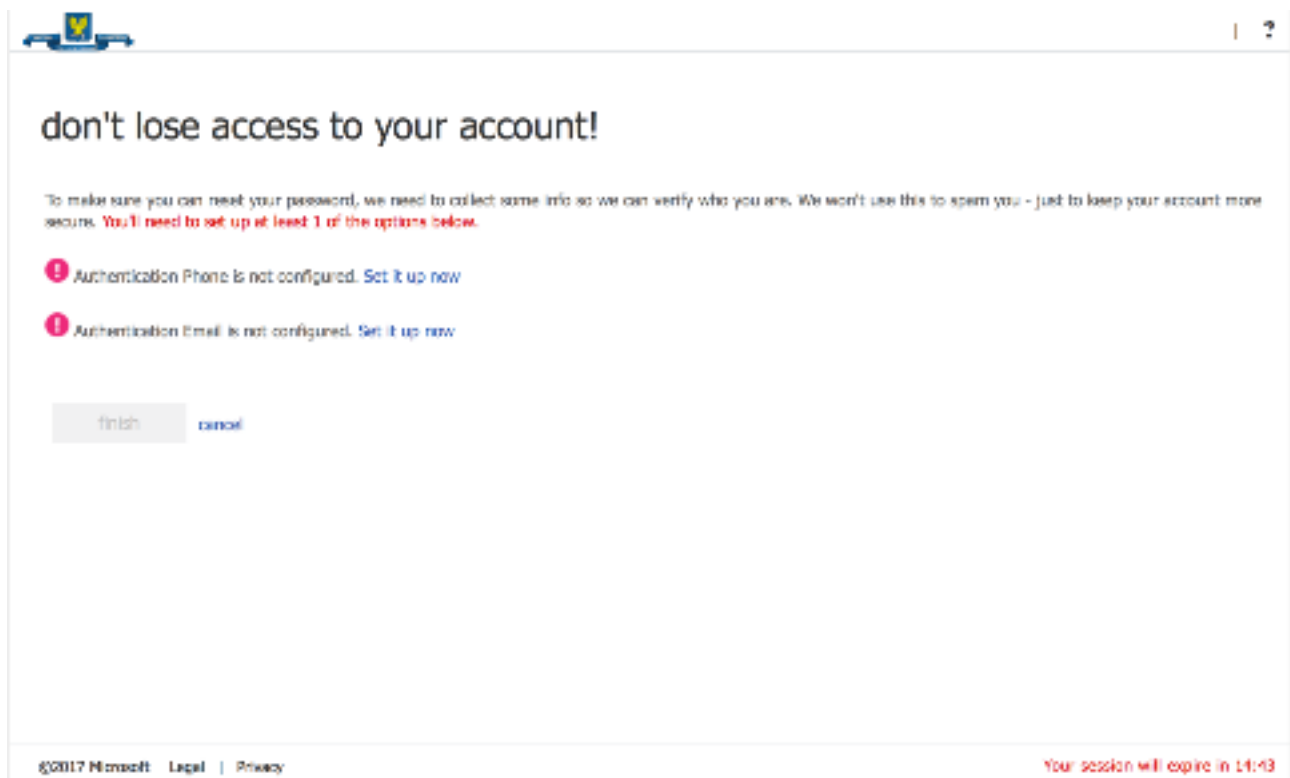 | ?
don't lose access to your account!
To make sure you can reset your password, we need to collect some info so we can verify who you are. We won't use this to spam you - just to keep your account more
secure. You'll need to set up at least 1 of the options below.
! Authentication Phone is not configured. Set it up now
! Authentication Email is not configured. Set it up now
finish cancel
©2017 Microsoft Legal | Privacy Your session will expire in 14:43